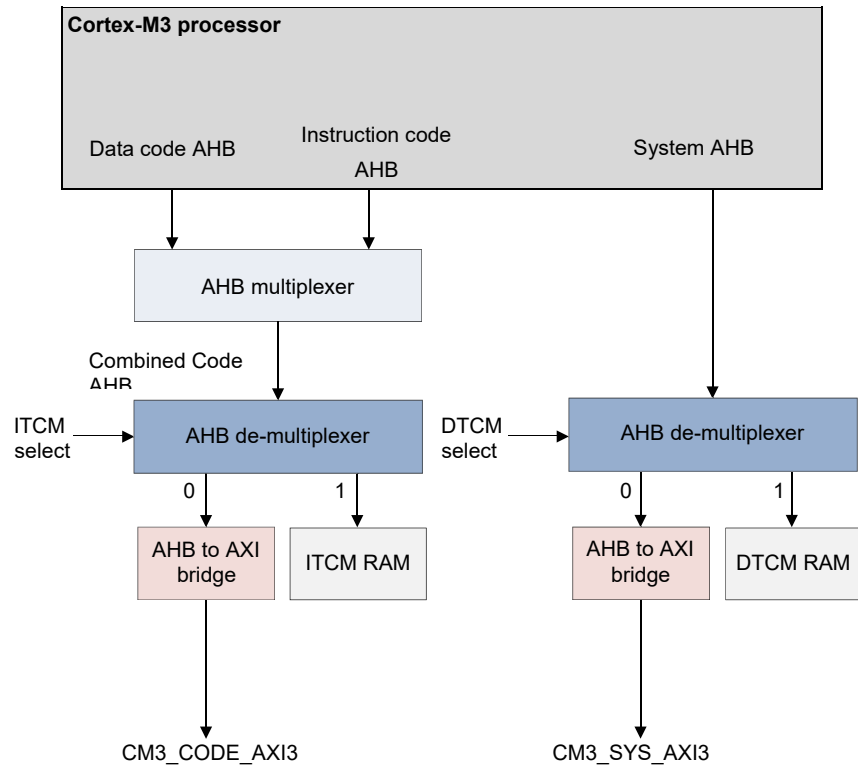 Cortex-M3 processor
Data code AHB
Instruction code
AHB
System AHB
AHB multiplexer
Combined Code
AHB
ITCM
select
AHB de-multiplexer
DTCM
select
AHB de-multiplexer
0
1
0
1
AHB to AXI
bridge
ITCM RAM
AHB to AXI
bridge
DTCM RAM
CM3_CODE_AXI3
CM3_SYS_AXI3